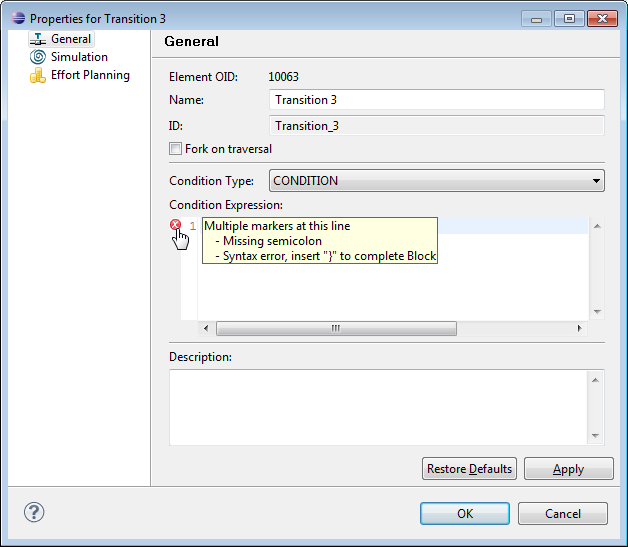 Properties for Transition 3
General
Simulation
Effort Planning
General
Element OID: 10063
Name: Transition 3
ID: Transition_3
Fork on traversal
Condition Type: CONDITION
Condition Expression:
1
Multiple markers at this line
- Missing semicolon
- Syntax error, insert "}" to complete Block
Description:
Restore Defaults Apply
? OK Cancel